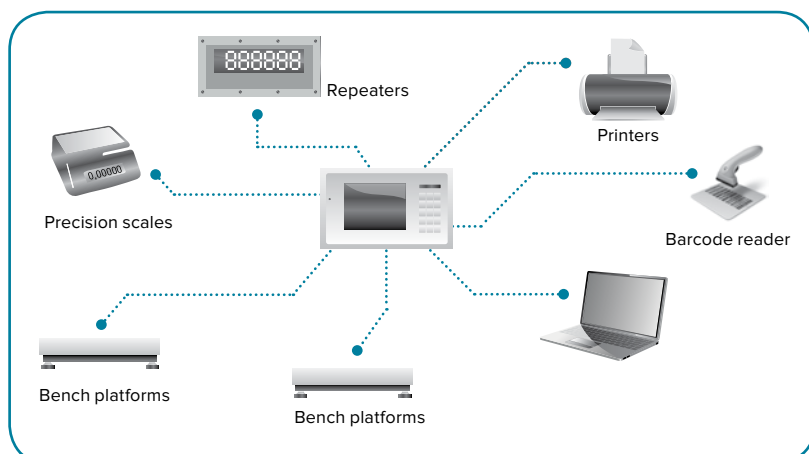 888888
Repeaters
Printers
0,00000
Precision scales
Barcode reader
Bench platforms
Bench platforms